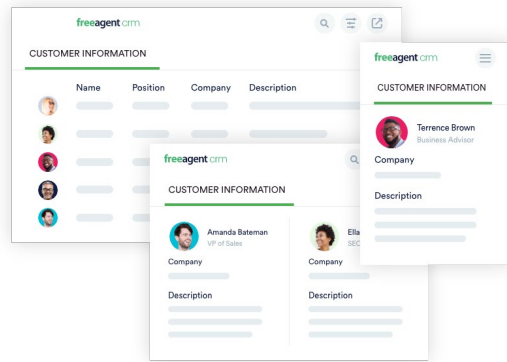 freeagent crm
CUSTOMER INFORMATION
Name Position Company Description
freeagent crm
CUSTOMER INFORMATION
Amanda Bateman
VP of Sales
Company
Description
Ella
SEC
Company
Description
freeagent crm
CUSTOMER INFORMATION
Terrence Brown
Business Advisor
Company
Description